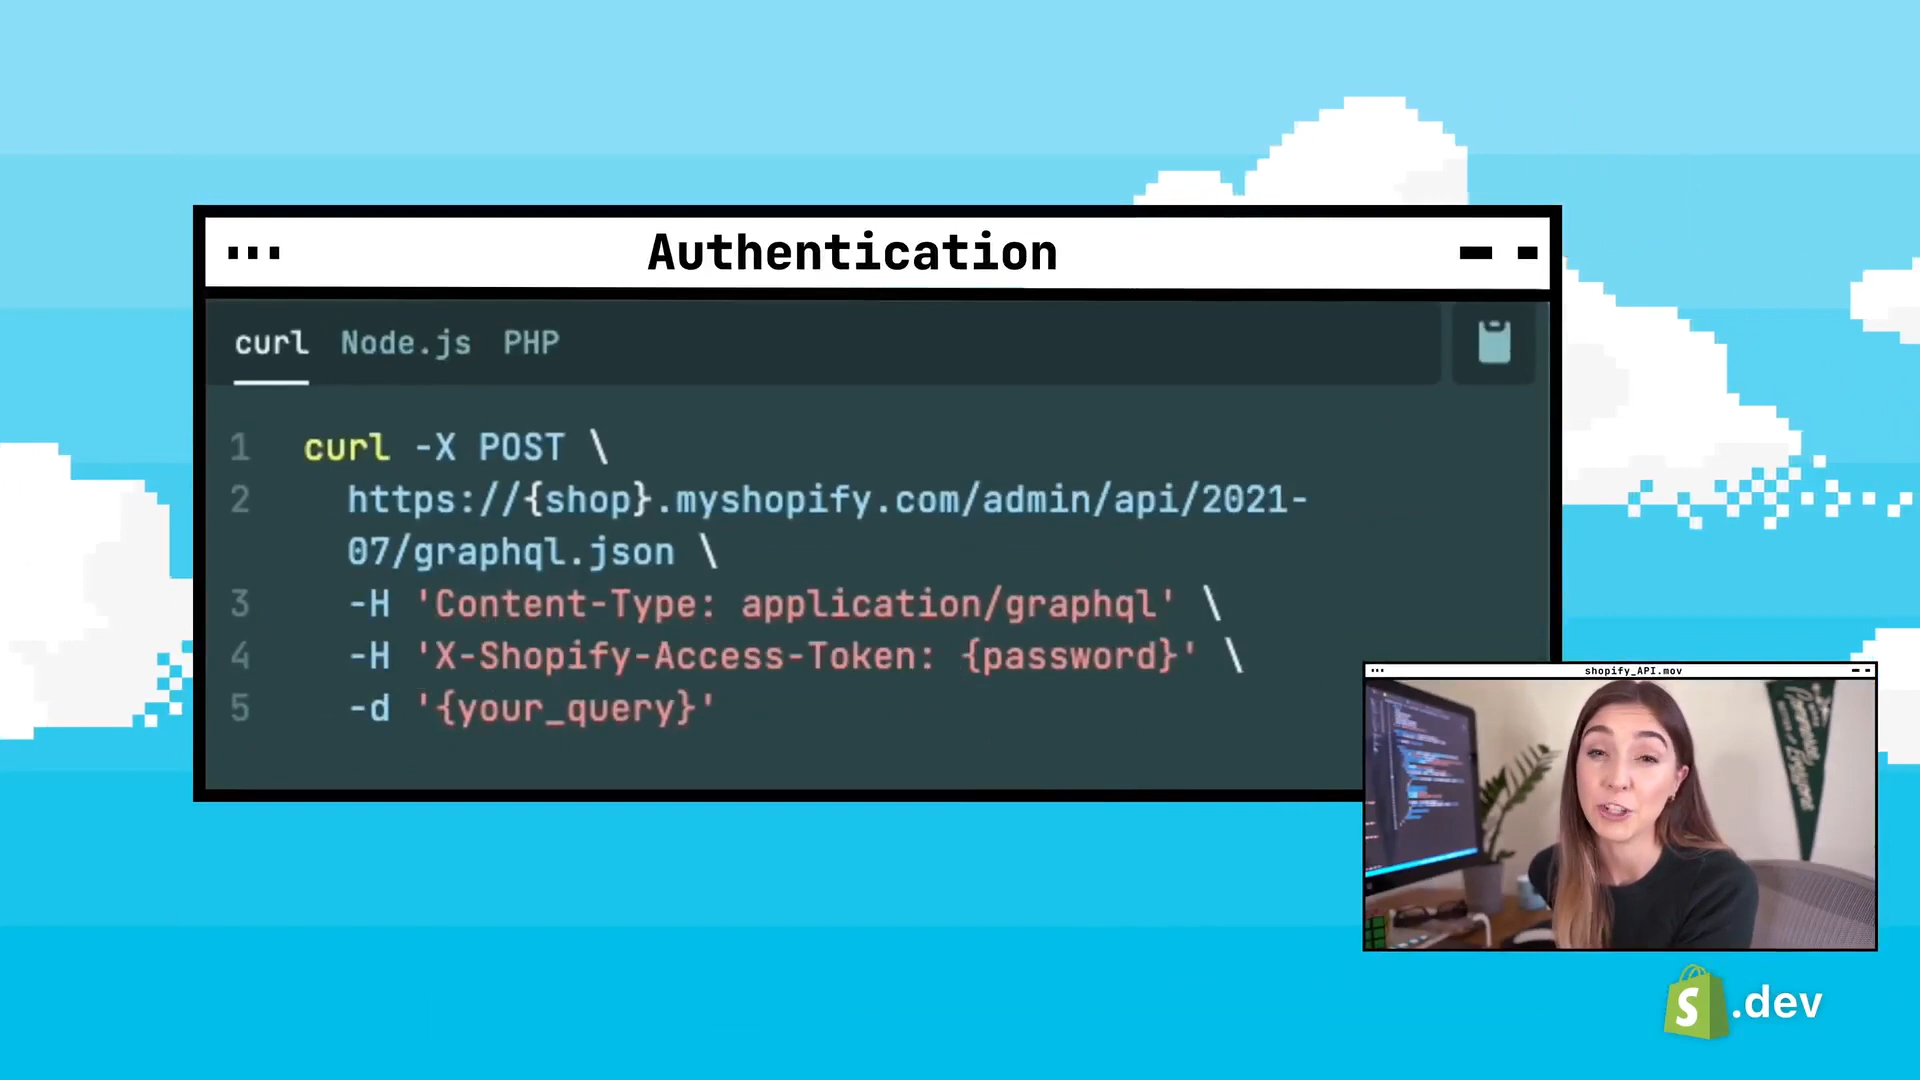 Authentication
curl Node.js PHP
1 curl -X POST \
2 https://{shop}.myshopify.com/admin/api/2021-
07/graphql.json \
3 -H 'Content-Type: application/graphql' \
4 -H 'X-Shopify-Access-Token: {password}' \
5 -d '{your_query}'
shopify_API.mov
S .dev